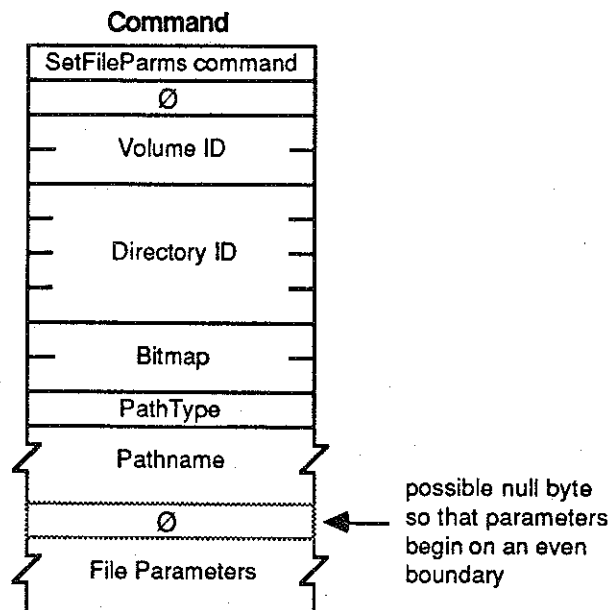 Command
SetFileParms command
Ø
Volume ID
Directory ID
Bitmap
PathType
Pathname
Ø
possible null byte
so that parameters
begin on an even
boundary
File Parameters